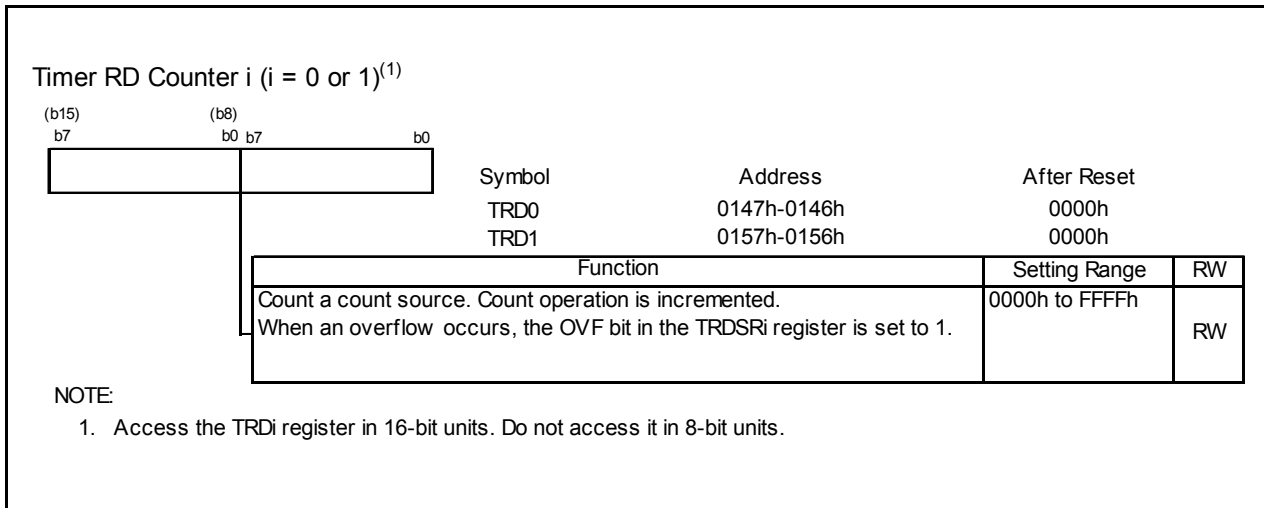 Timer RD Counter i (i = 0 or 1)(1)
(b15) (b8)
b7 b0 b7 b0
Symbol Address After Reset
TRD0 0147h-0146h 0000h
TRD1 0157h-0156h 0000h
Function Setting Range RW
Count a count source. Count operation is incremented. 0000h to FFFFh
When an overflow occurs, the OVF bit in the TRDSRi register is set to 1. RW
NOTE:
1. Access the TRDi register in 16-bit units. Do not access it in 8-bit units.